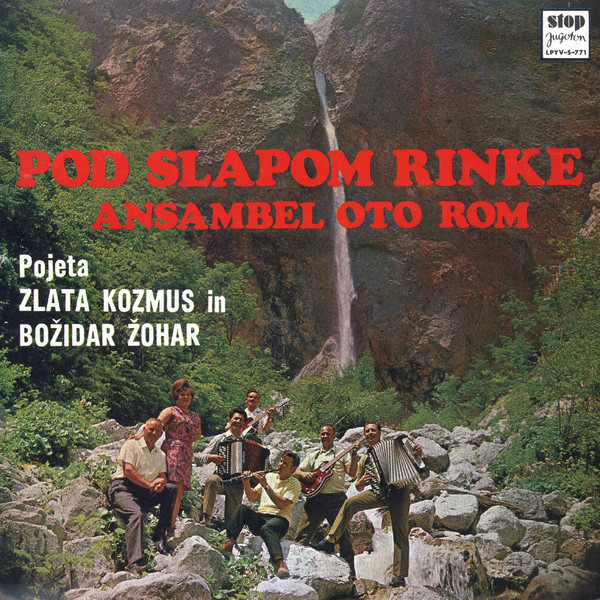 stop
jugoton
LPYV-S-771
POD SLAPOM RINKE
ANSAMBEL OTO ROM
Pojeta
ZLATA KOZMUS in
BOŽIDAR ŽOHAR